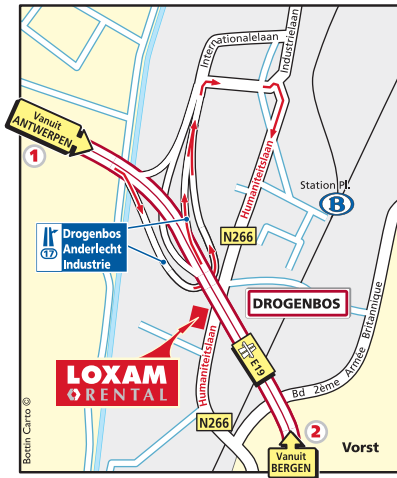 Internationalelaan
Industrielaan
Vanuit
ANTWERPEN
1
Humaniteitslaan
Station Pl.
B
17
Drogenbos
Anderlecht
Industrie
N266
DROGENBOS
LOXAM
RENTAL
Humaniteitslaan
E19
Bd 2ème Armée Britannique
N266
2
Vanuit
BERGEN
Vorst
Bottin Carto ©